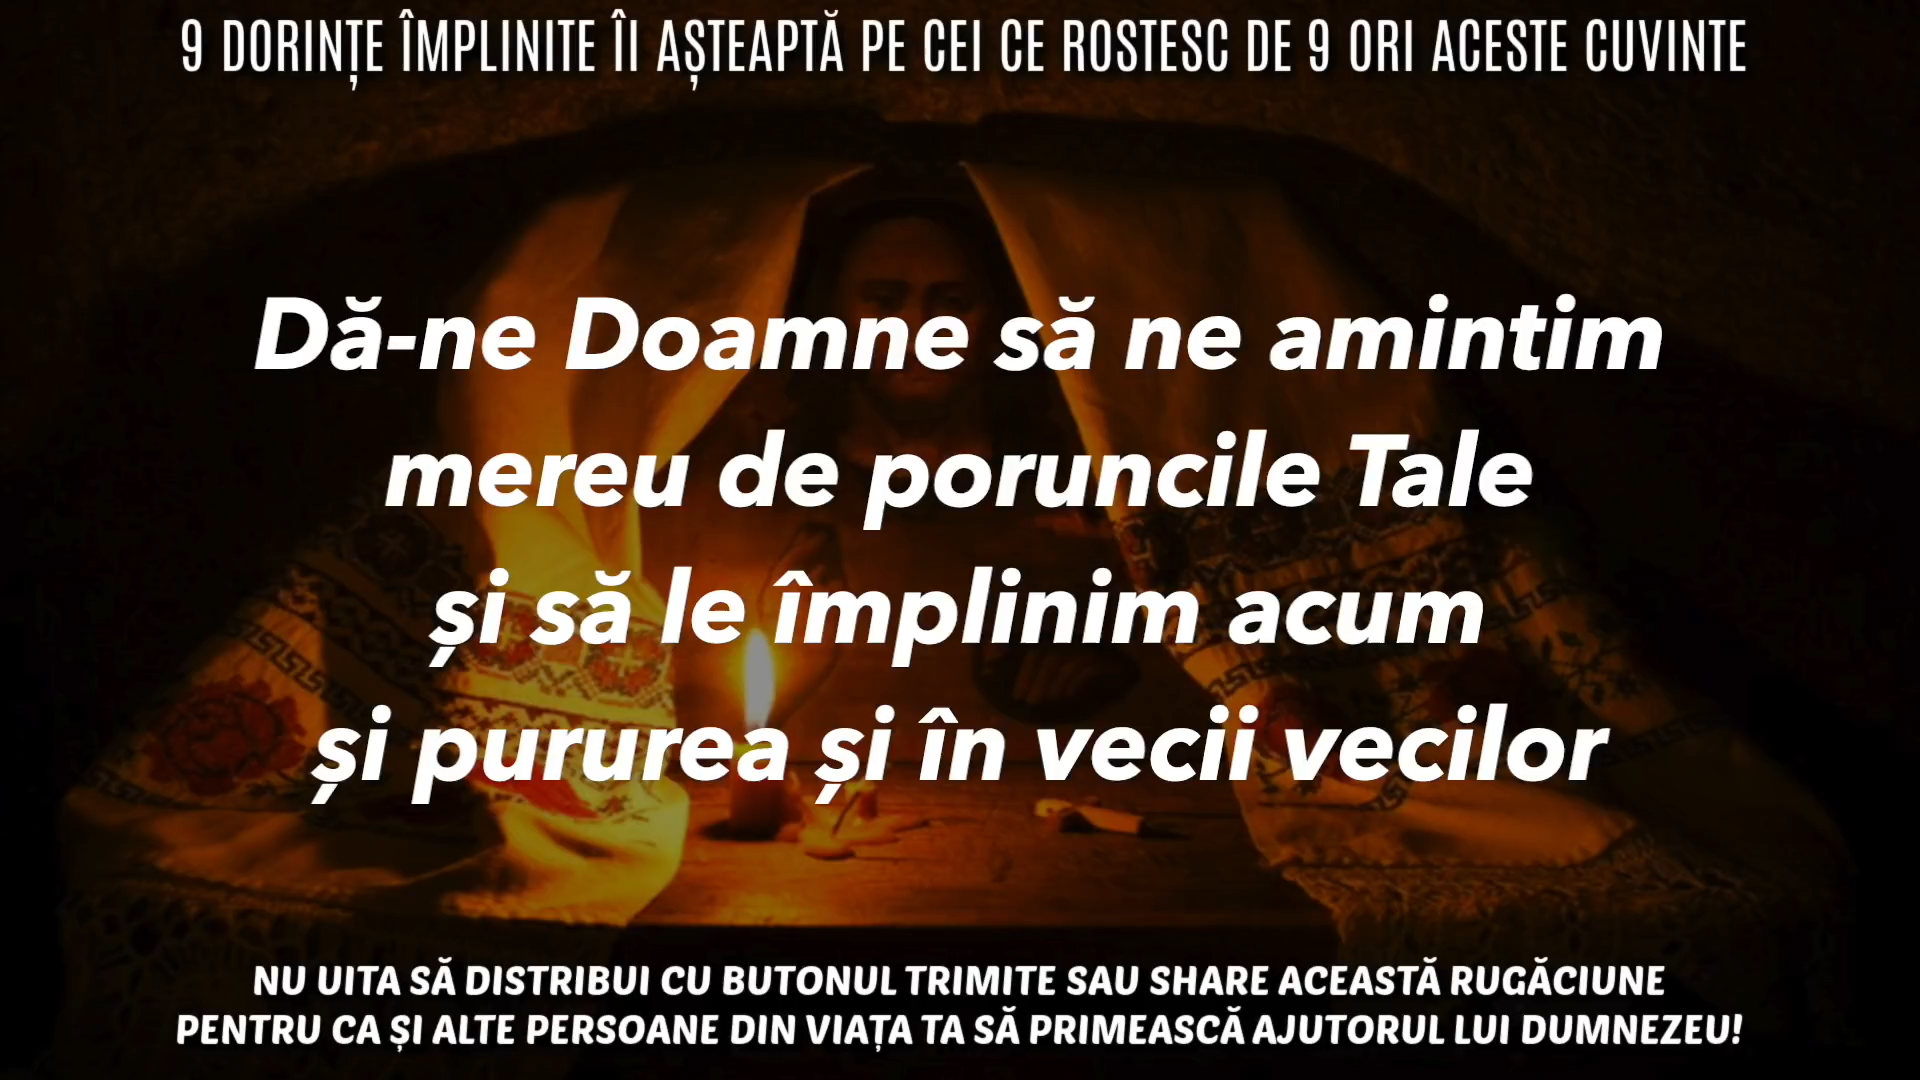 9 DORINȚE ÎMPLINITE ÎI AȘTEAPTĂ PE CEI CE ROSTESC DE 9 ORI ACESTE CUVINTE
Dă-ne Doamne să ne amintim
mereu de poruncile Tale
și să le împlinim acum
și pururea și în vecii vecilor
NU UITA SĂ DISTRIBUI CU BUTONUL TRIMITE SAU SHARE ACEASTĂ RUGĂCIUNE
PENTRU CA ȘI ALTE PERSOANE DIN VIAȚA TA SĂ PRIMEASCĂ AJUTORUL LUI DUMNEZEU!